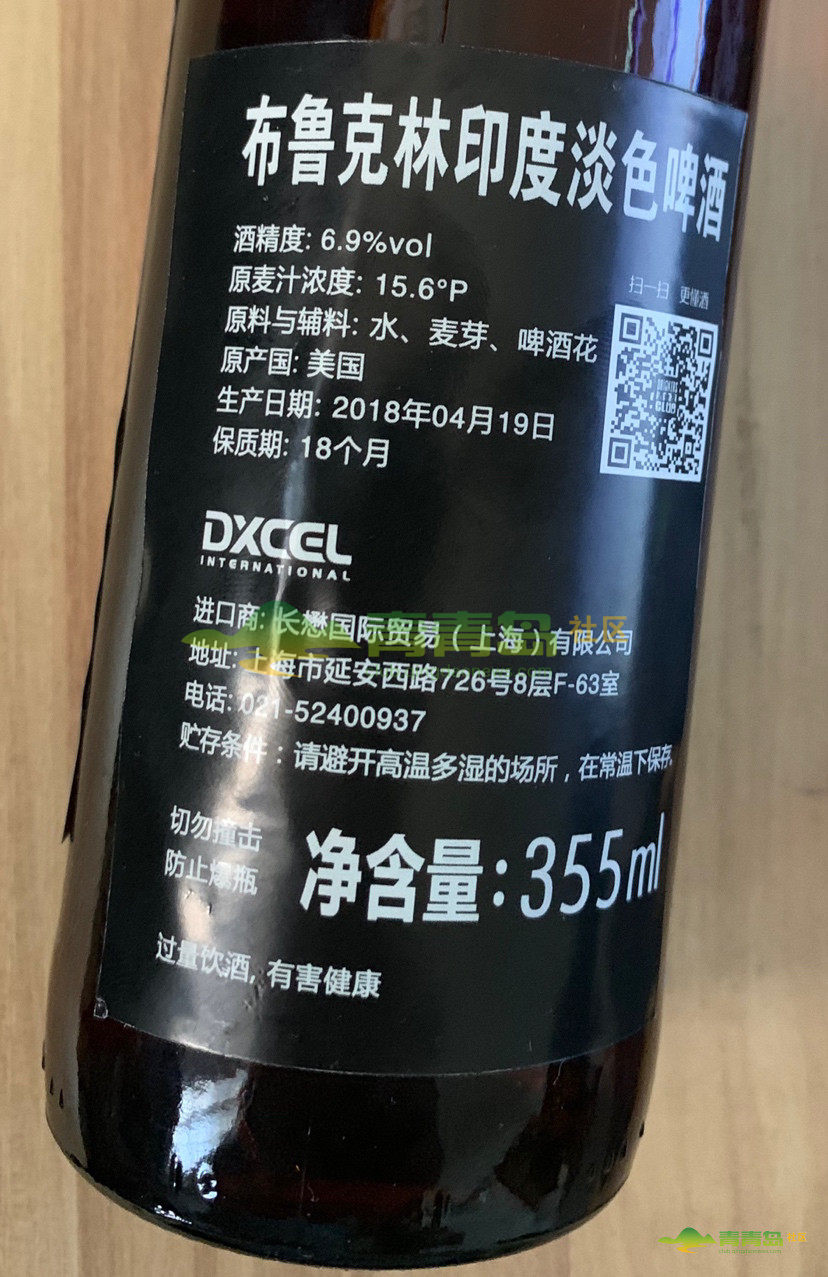 布鲁克林印度淡色啤酒
酒精度: 6.9%vol
原麦汁浓度: 15.6°P
扫一扫 更懂酒
原料与辅料: 水、麦芽、啤酒花
原产国: 美国
生产日期: 2018年04月19日
保质期: 18个月
DXCEL
INTERNATIONAL
进口商: 长懋国际贸易（上海）有限公司
青青岛 社区
地址: 上海市延安西路726号8层F-63室
电话: 021-52400937
贮存条件：请避开高温多湿的场所，在常温下保存。
切勿撞击
防止爆瓶
净含量: 355ml
过量饮酒, 有害健康
青青岛 社区